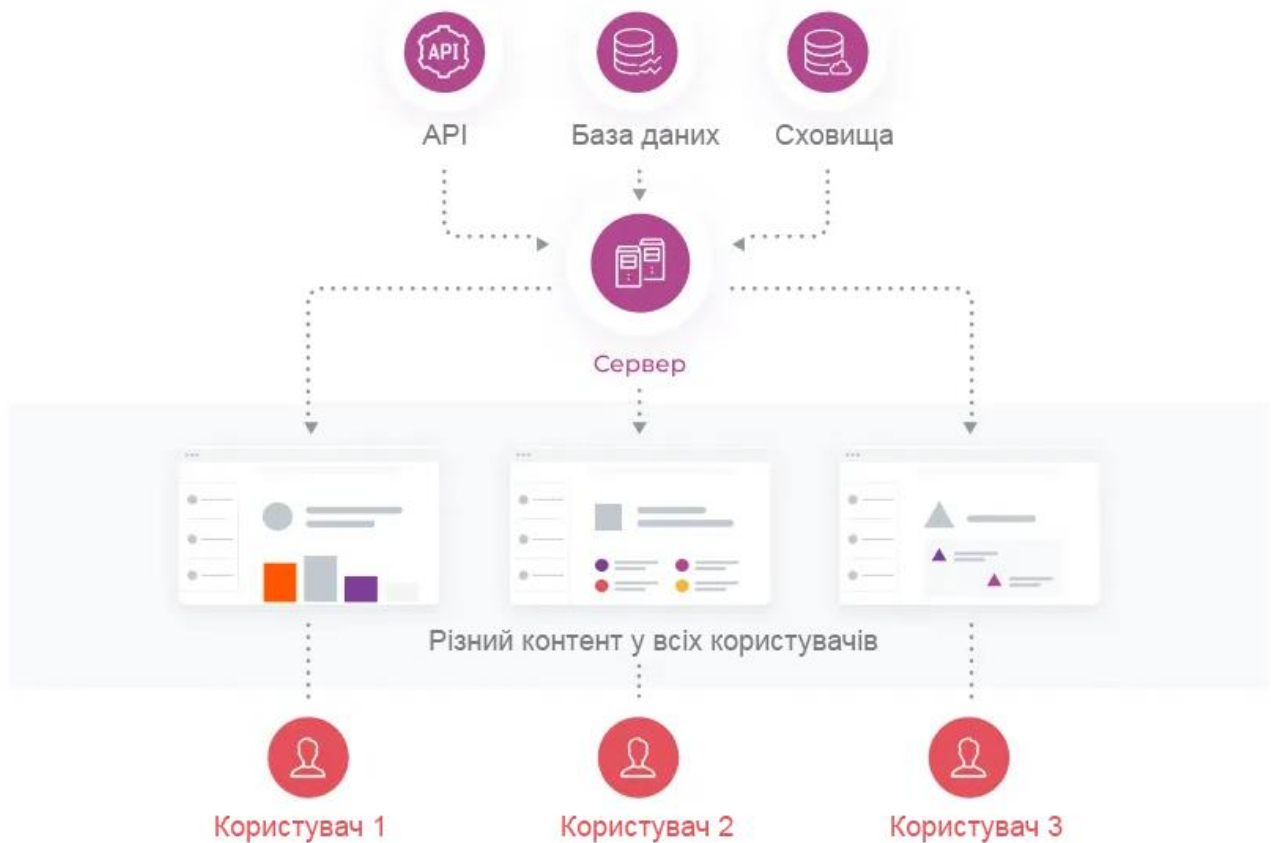 API
API
База даних
Сховища
Сервер
Різний контент у всіх користувачів
Користувач 1
Користувач 2
Користувач 3